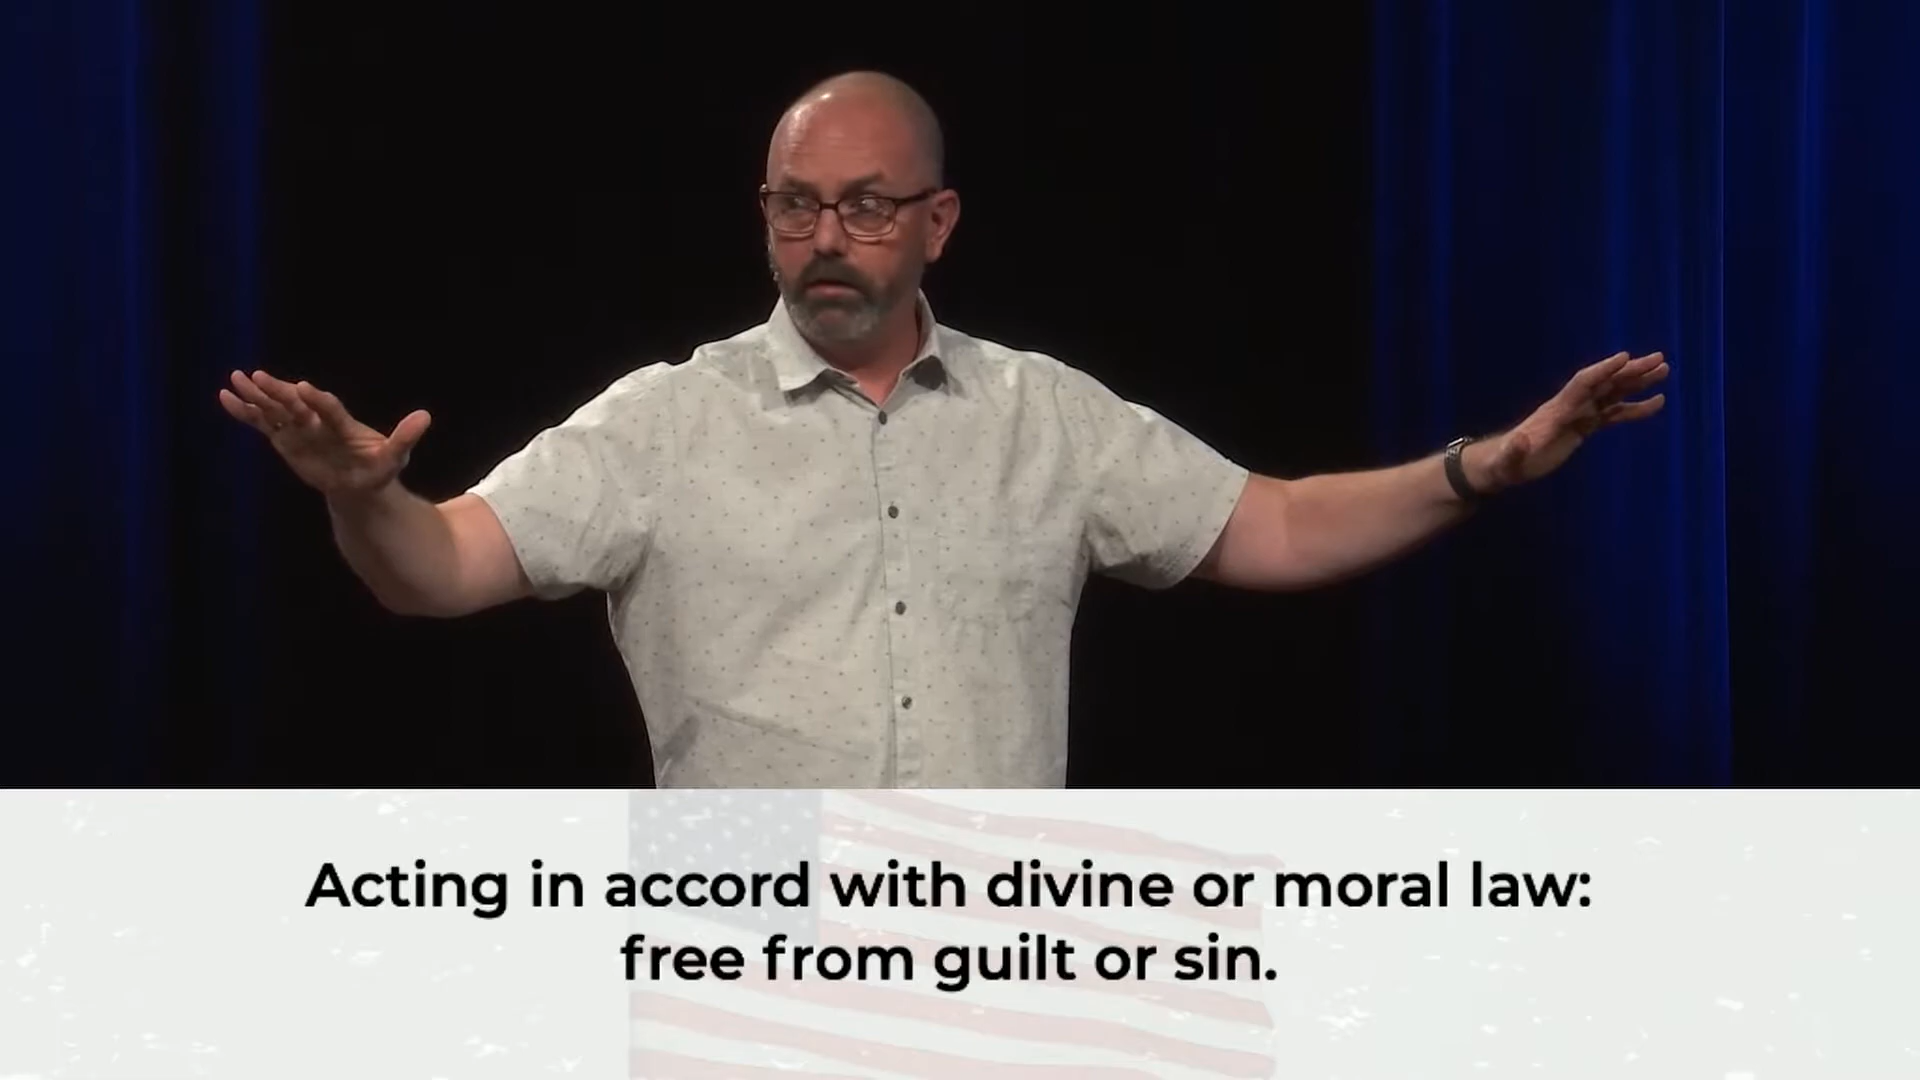 Acting in accord with divine or moral law:
free from guilt or sin.